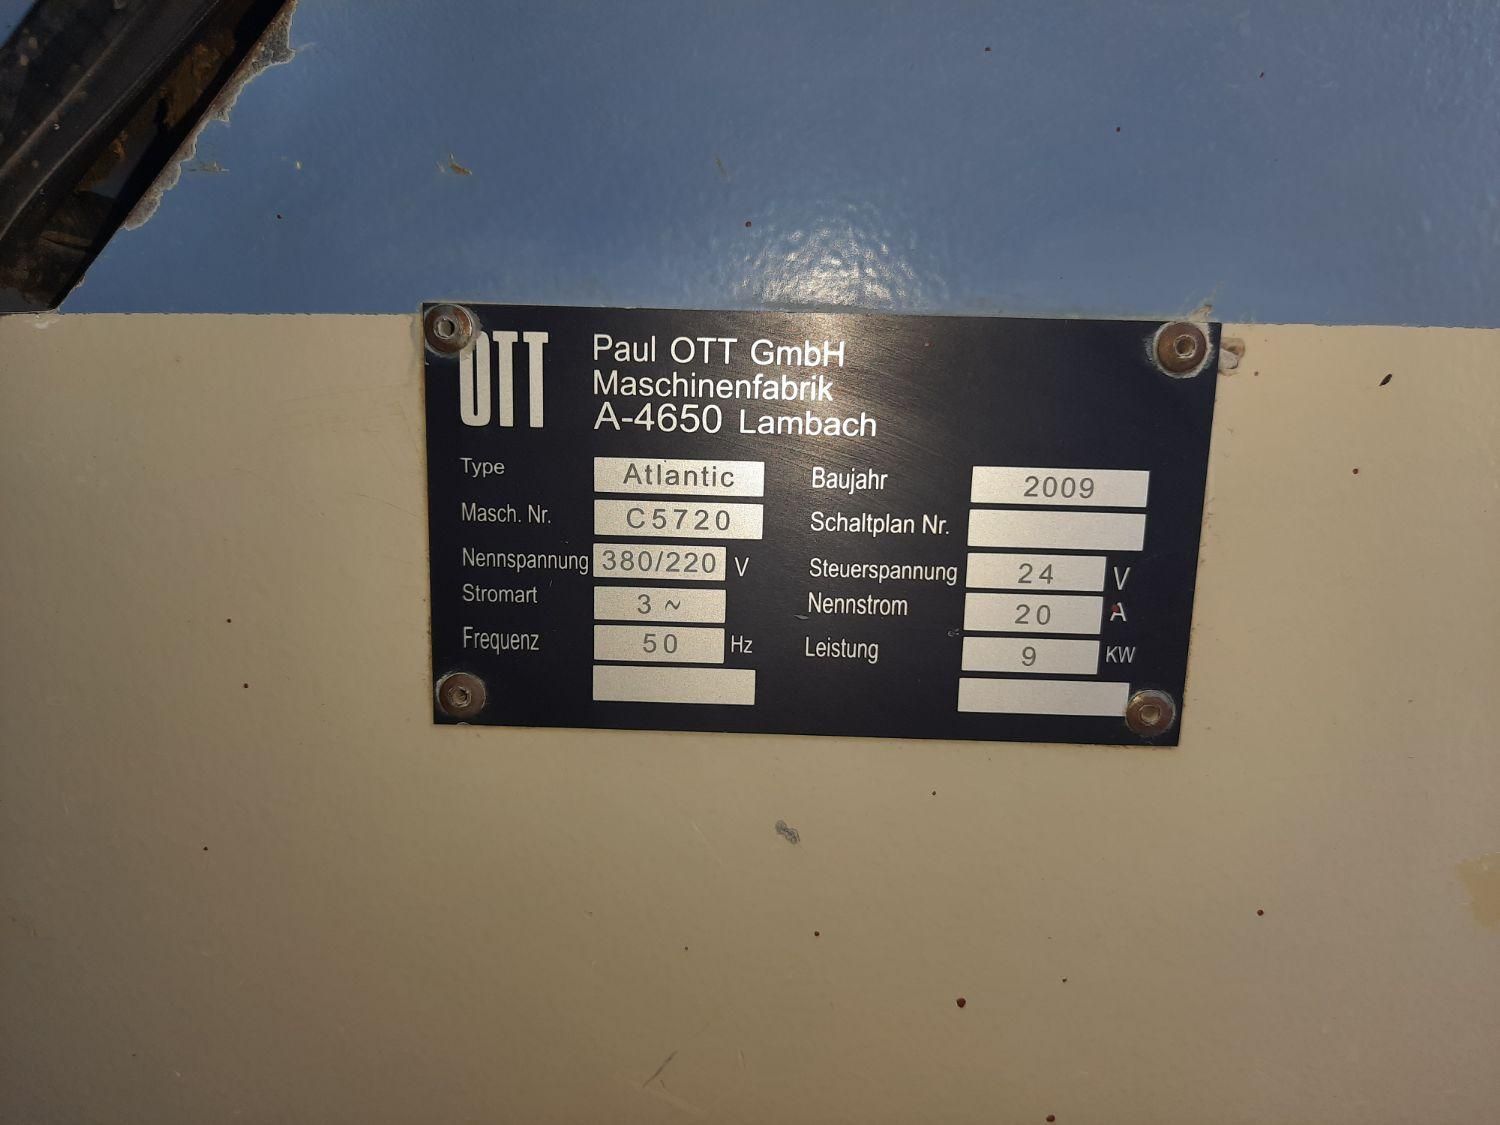 OTT
Paul OTT GmbH
Maschinenfabrik
A-4650 Lambach
Type Atlantic
Masch. Nr. C5720
Nennspannung 380/220 V
Stromart 3 ~
Frequenz 50 Hz
Baujahr 2009
Schaltplan Nr.
Steuerspannung 24 V
Nennstrom 20 A
Leistung 9 KW